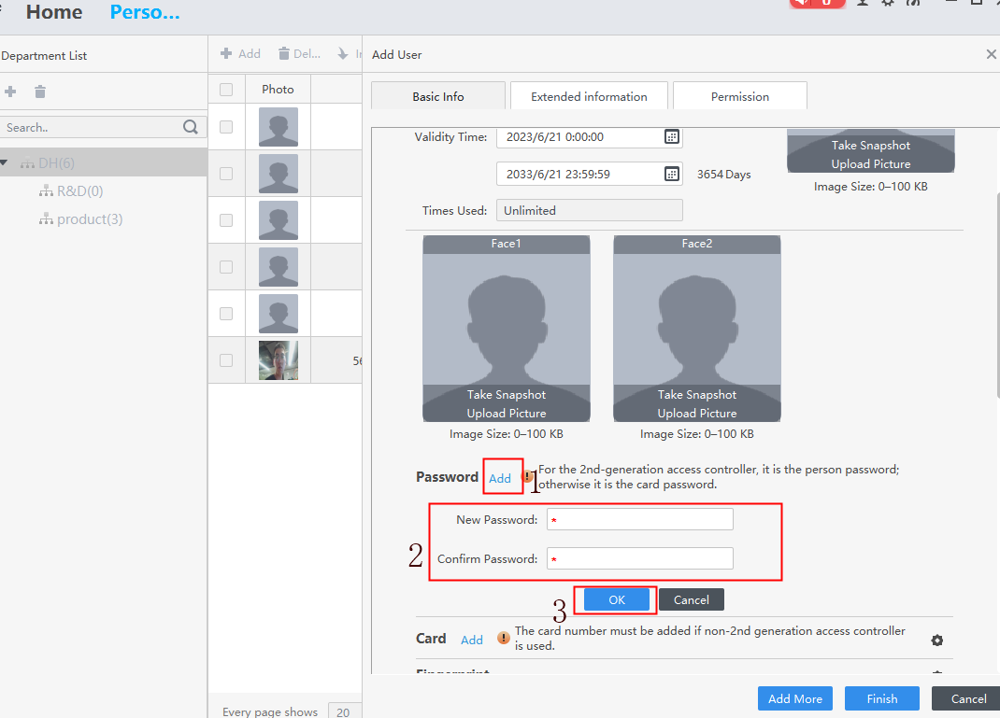 Home Perso...
0
Department List
Add Del...
Add User
Photo
Basic Info Extended information Permission
Search..
DH(6)
R&D(0)
product(3)
56
Validity Time: 2023/6/21 0:00:00
2033/6/21 23:59:59 3654 Days
Times Used: Unlimited
Take Snapshot
Upload Picture
Image Size: 0–100 KB
Face1 Face2
Take Snapshot Take Snapshot
Upload Picture Upload Picture
Image Size: 0–100 KB Image Size: 0–100 KB
Password Add 1 For the 2nd-generation access controller, it is the person password;
otherwise it is the card password.
2
New Password: *
Confirm Password: *
3 OK Cancel
Card Add The card number must be added if non-2nd generation access controller
is used.
Fingerprint
Every page shows 20
Add More Finish Cancel